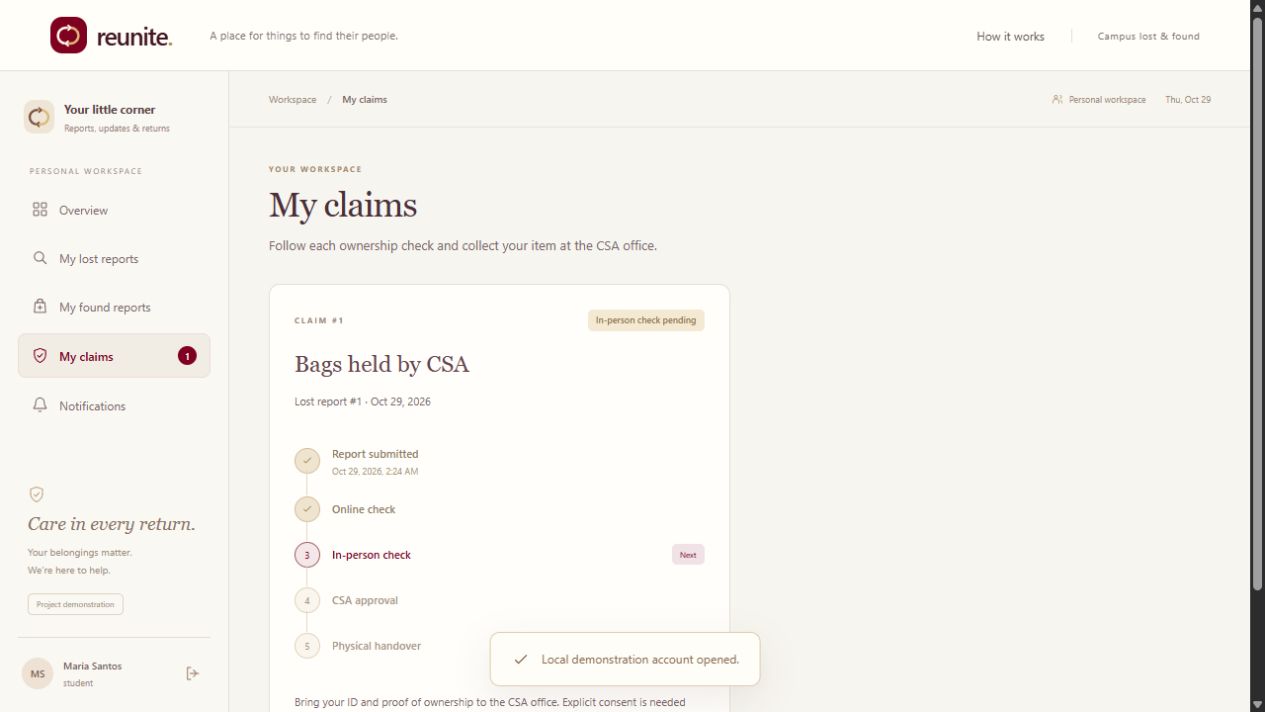 reunite.
A place for things to find their people.
How it works
Campus lost & found
Your little corner
Reports, updates & returns
PERSONAL WORKSPACE
Overview
My lost reports
My found reports
My claims
1
Notifications
Care in every return.
Your belongings matter.
We're here to help.
Project demonstration
MS
Maria Santos
student
Workspace / My claims
Personal workspace
Thu, Oct 29
YOUR WORKSPACE
My claims
Follow each ownership check and collect your item at the CSA office.
CLAIM #1
In-person check pending
Bags held by CSA
Lost report #1 · Oct 29, 2026
Report submitted
Oct 29, 2026, 2:24 AM
Online check
3
In-person check
Next
4
CSA approval
5
Physical handover
Local demonstration account opened.
Bring your ID and proof of ownership to the CSA office. Explicit consent is needed